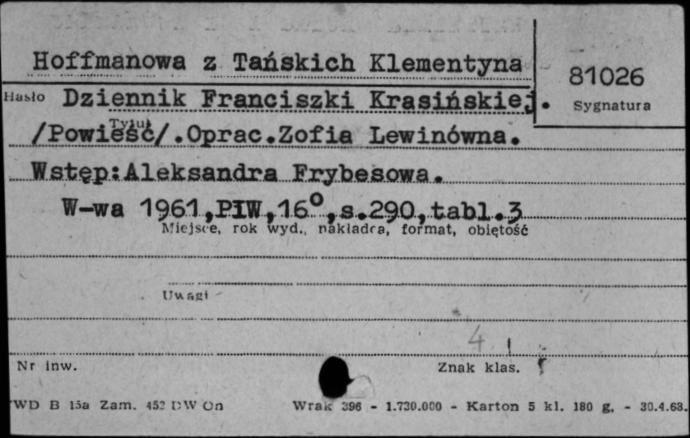 Hoffmanowa z Tańskich Klementyna
81026
Hasło Dziennik Franciszki Krasińskiej.
Sygnatura
Tytuł
/Powieść/.Oprac.Zofia Lewinówna.
Wstęp:Aleksandra Frybesowa.
W-wa 1961,PIW,16°,s.290,tabl.3
Miejsce, rok wyd., nakładca, format, objętość
Uwagi
4
Nr inw.
Znak klas.
WD B 15a Zam. 452 DW On
Wrak 396 - 1.730.000 - Karton 5 kl. 180 g. - 30.4.63.